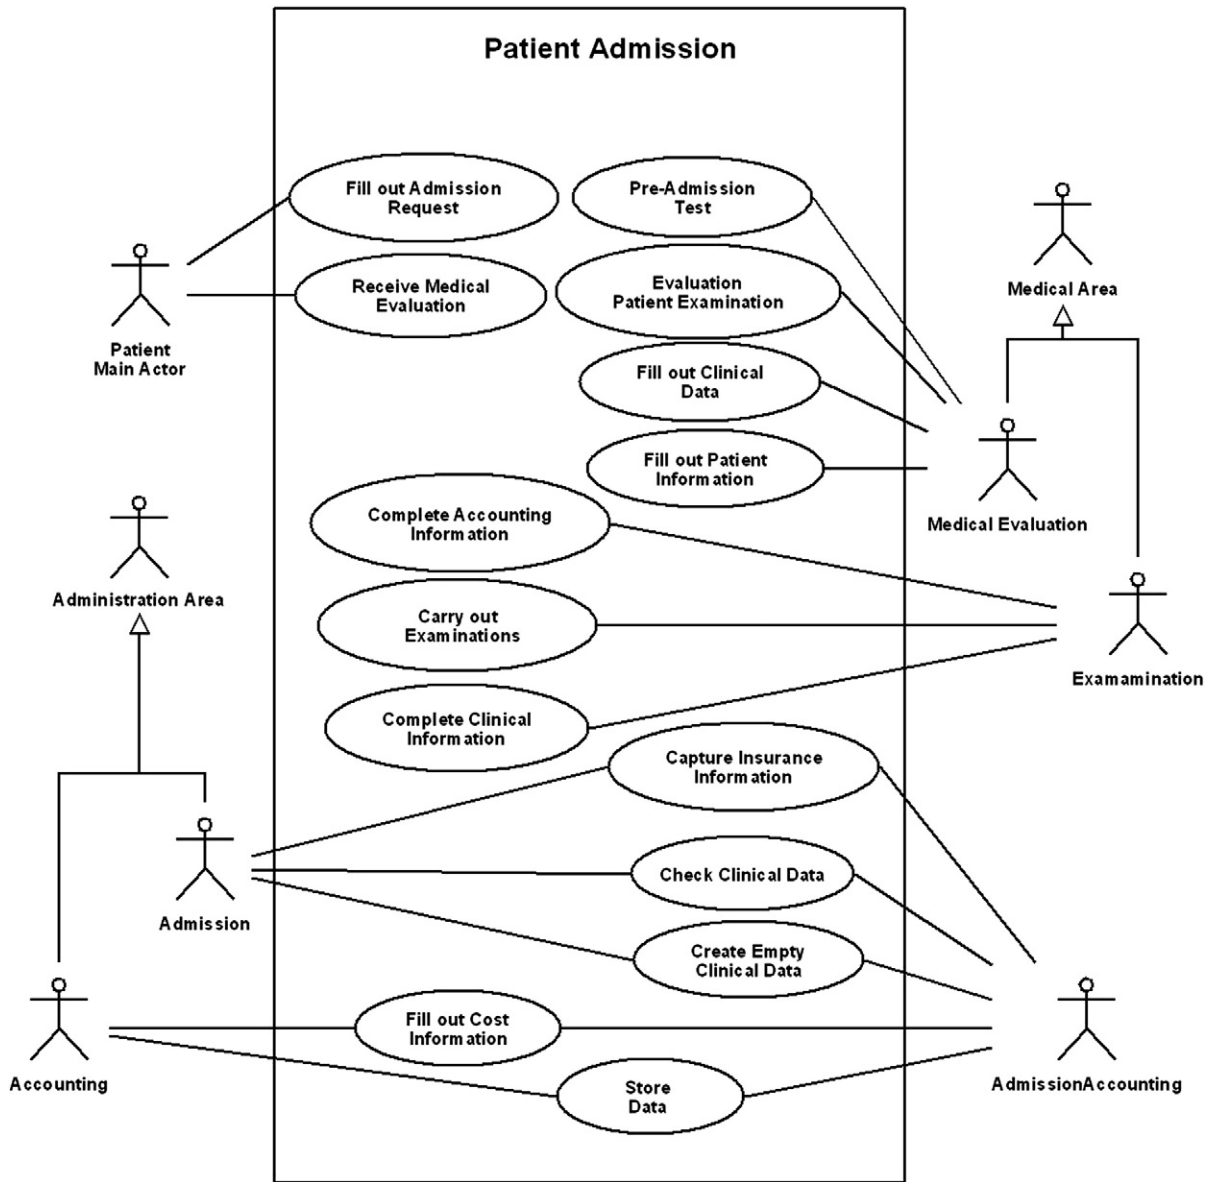 Patient Admission
Fill out Admission
Request
Pre-Admission
Test
Receive Medical
Evaluation
Evaluation
Patient Examination
Medical Area
Patient
Main Actor
Fill out Clinical
Data
Fill out Patient
Information
Medical Evaluation
Complete Accounting
Information
Administration Area
Carry out
Examinations
Examamination
Complete Clinical
Information
Capture Insurance
Information
Check Clinical Data
Admission
Create Empty
Clinical Data
Fill out Cost
Information
Accounting
AdmissionAccounting
Store
Data